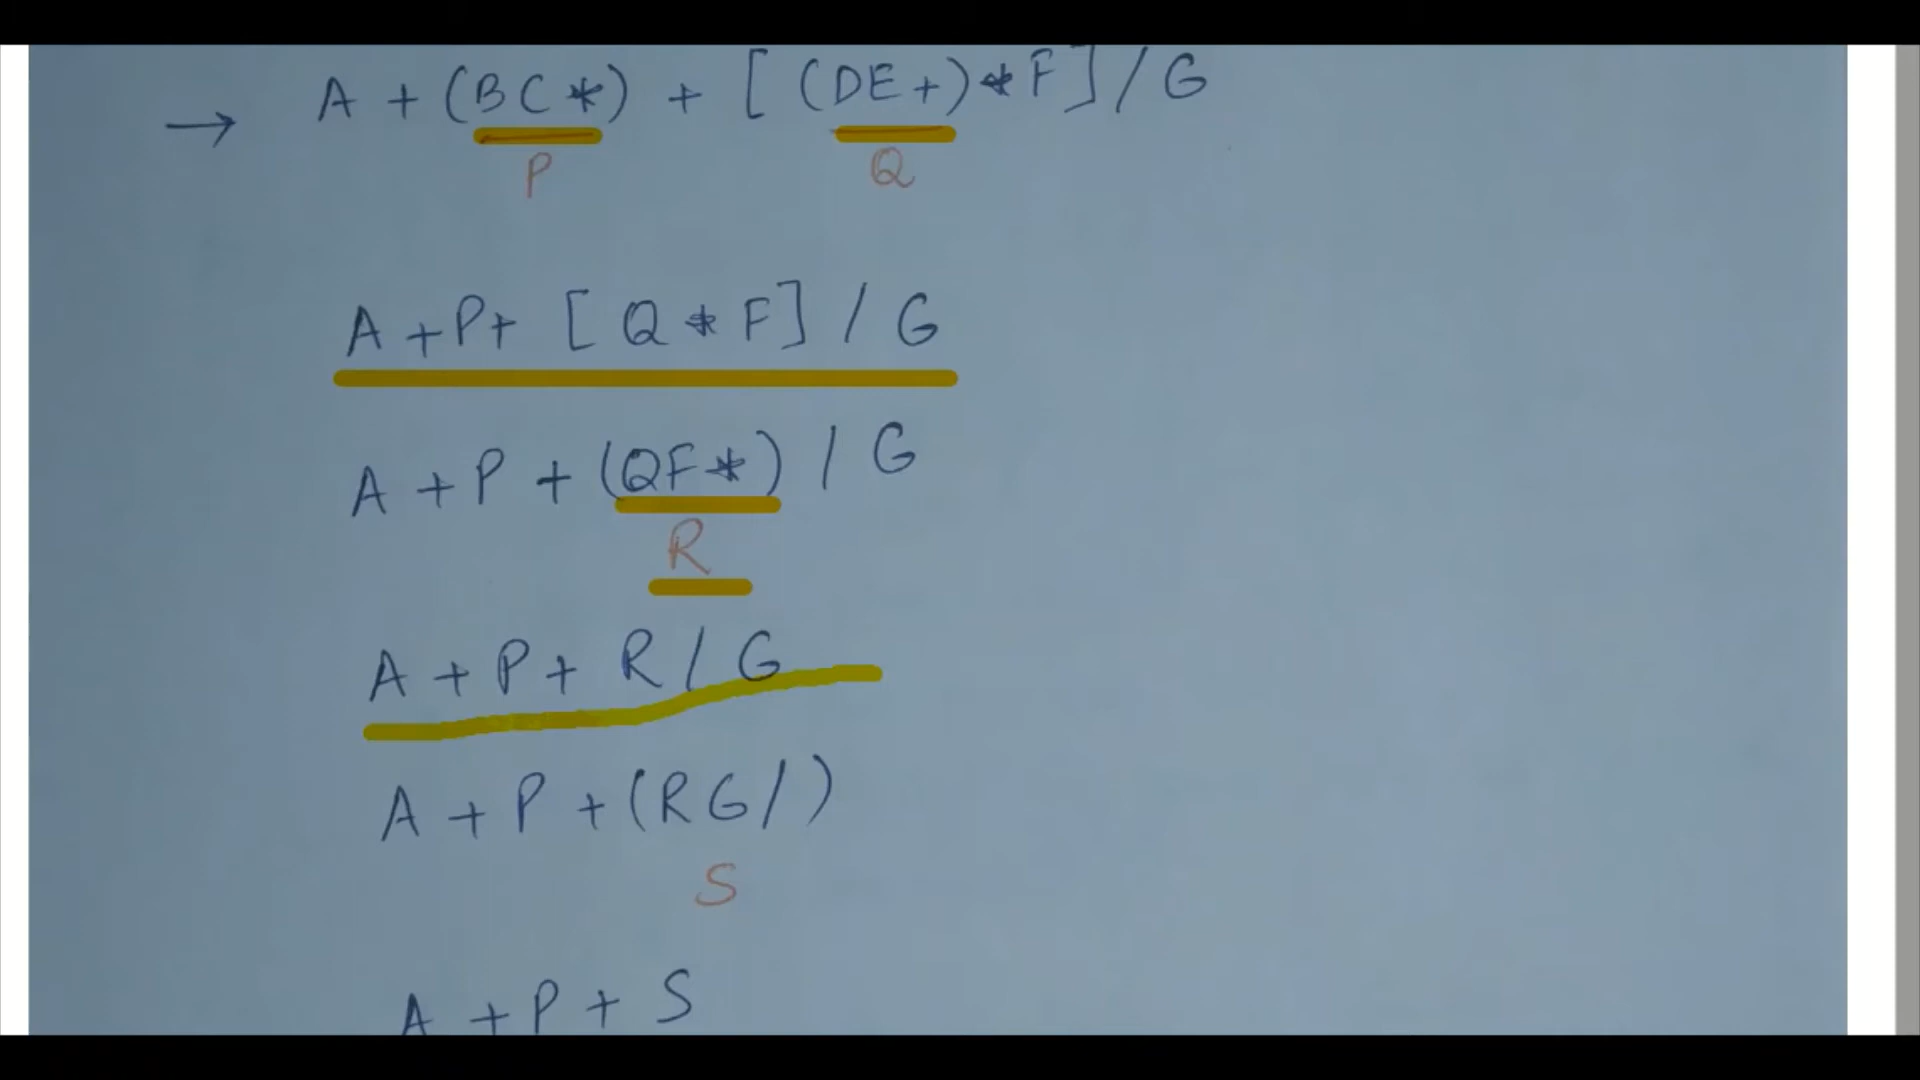 → A + (BC*) + [(DE+)*F]/G
P Q
A+P+ [Q*F]/G
A+P+(QF*)/G
R
A+P+R/G
A+P+(RG/)
S
A+P+S